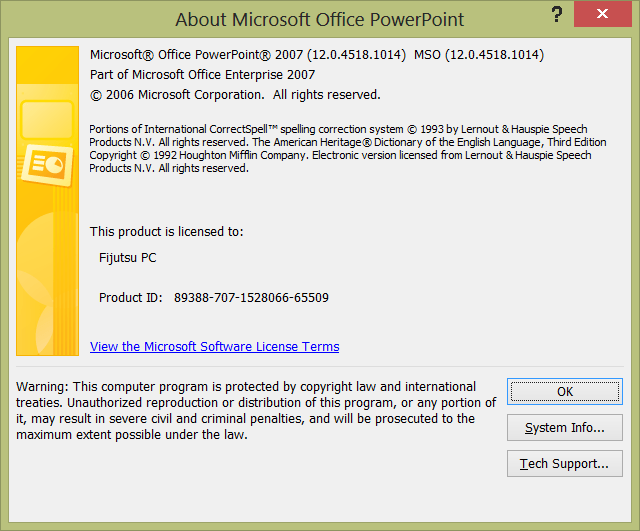 About Microsoft Office PowerPoint
?
Microsoft® Office PowerPoint® 2007 (12.0.4518.1014)  MSO (12.0.4518.1014)
Part of Microsoft Office Enterprise 2007
© 2006 Microsoft Corporation.  All rights reserved.
Portions of International CorrectSpell™ spelling correction system © 1993 by Lernout & Hauspie Speech
Products N.V. All rights reserved. The American Heritage® Dictionary of the English Language, Third Edition
Copyright © 1992 Houghton Mifflin Company. Electronic version licensed from Lernout & Hauspie Speech
Products N.V. All rights reserved.
This product is licensed to:
Fijutsu PC
Product ID:   89388-707-1528066-65509
View the Microsoft Software License Terms
Warning: This computer program is protected by copyright law and international
treaties. Unauthorized reproduction or distribution of this program, or any portion of
it, may result in severe civil and criminal penalties, and will be prosecuted to the
maximum extent possible under the law.
OK
System Info...
Tech Support...